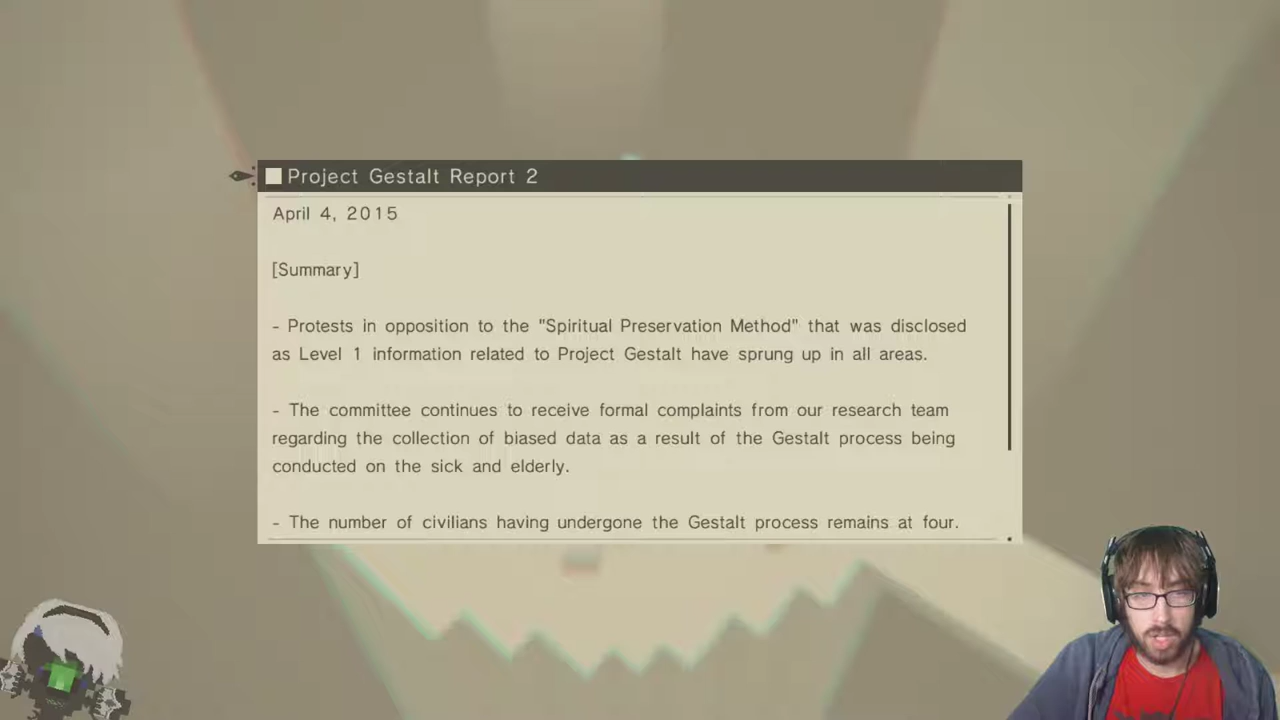 Project Gestalt Report 2
April 4, 2015
[Summary]
- Protests in opposition to the "Spiritual Preservation Method" that was disclosed
as Level 1 information related to Project Gestalt have sprung up in all areas.
- The committee continues to receive formal complaints from our research team
regarding the collection of biased data as a result of the Gestalt process being
conducted on the sick and elderly.
- The number of civilians having undergone the Gestalt process remains at four.